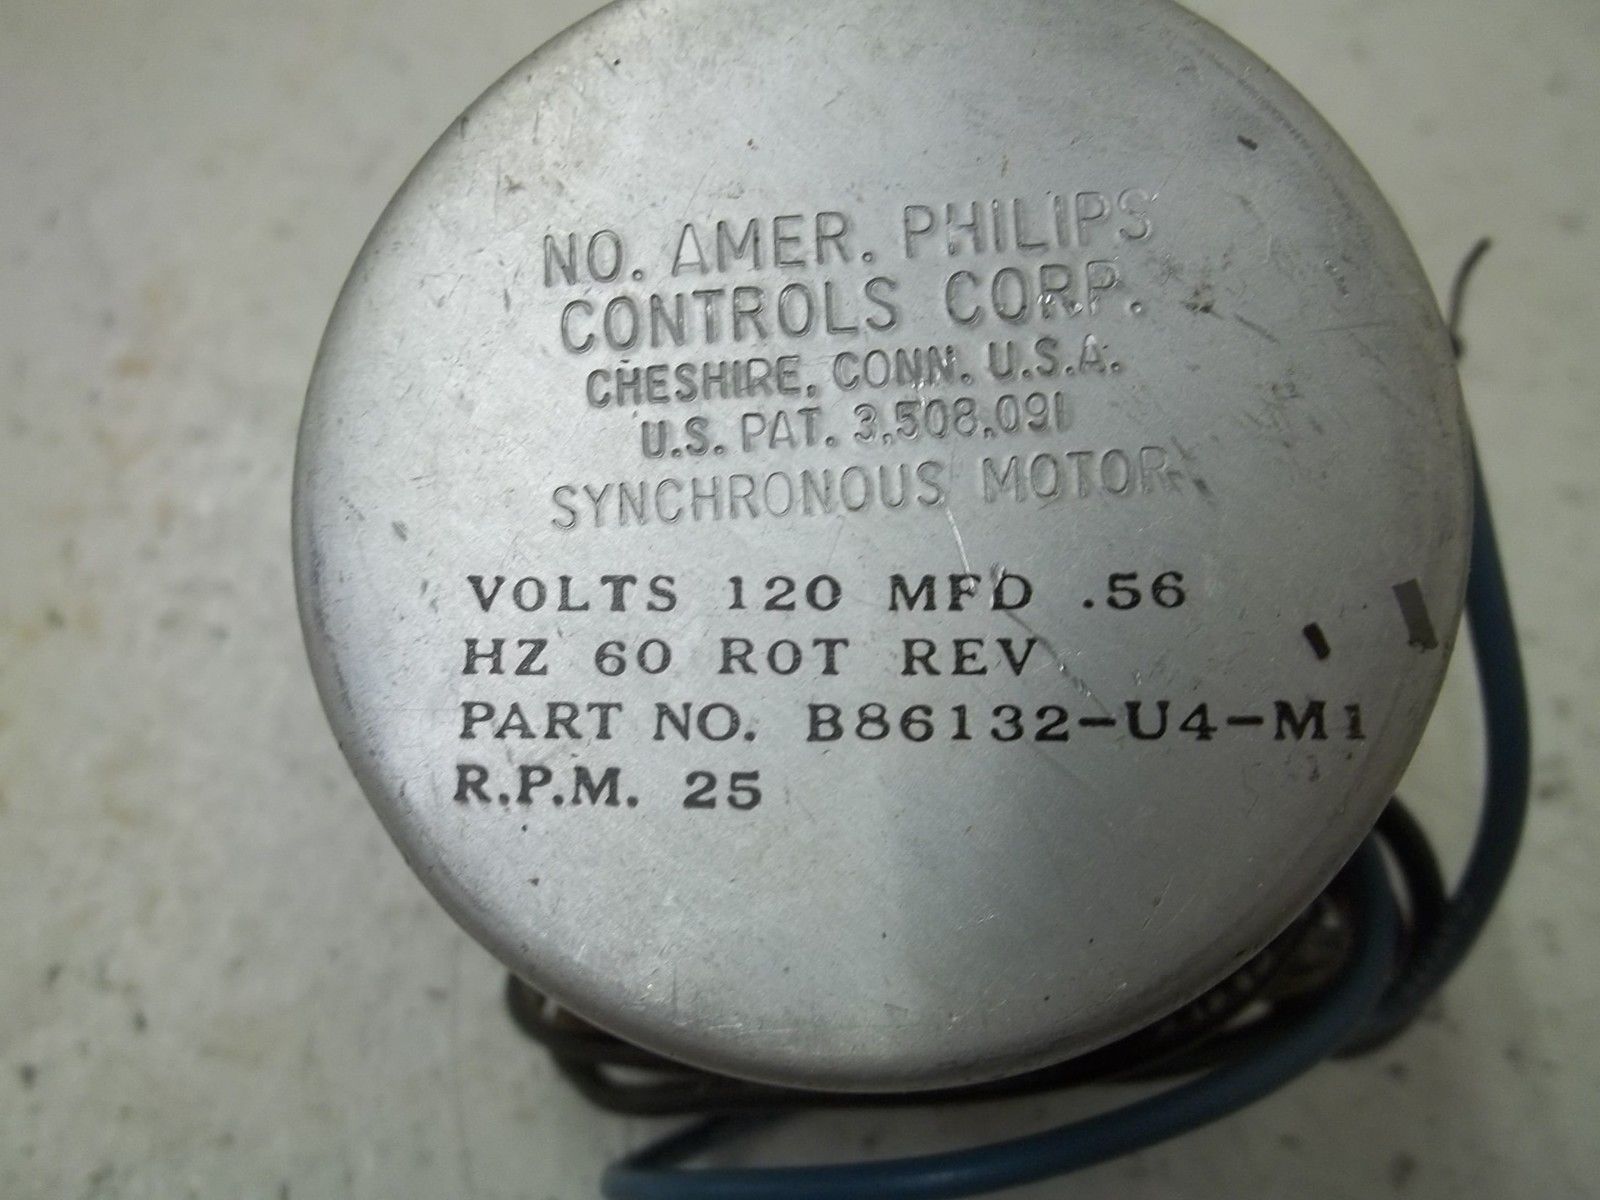 NO. AMER. PHILIPS
CONTROLS CORP.
CHESHIRE, CONN. U.S.A.
U.S. PAT. 3,508,091
SYNCHRONOUS MOTOR
VOLTS 120 MFD .56
HZ 60 ROT REV
PART NO. B86132-U4-M1
R.P.M. 25